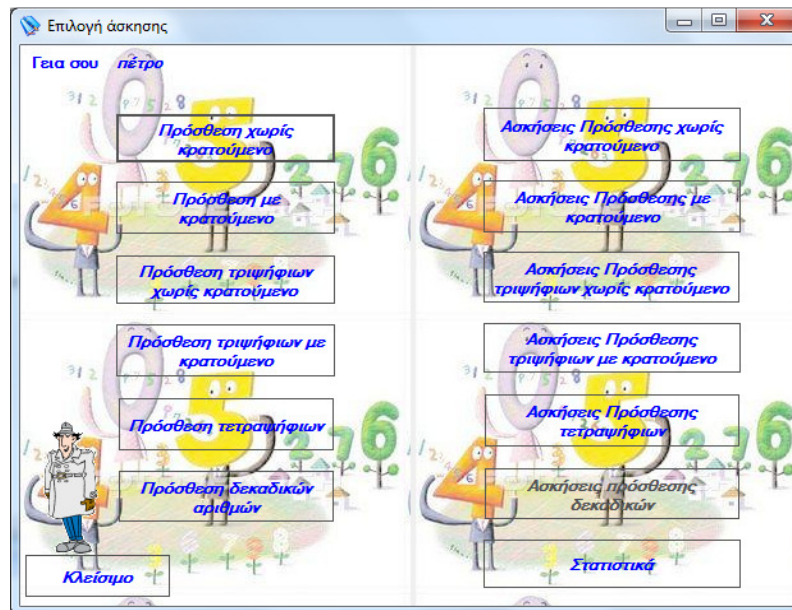 Επιλογή άσκησης
Γεια σου πέτρο
Πρόσθεση χωρίς
κρατούμενο
Πρόσθεση με
κρατούμενο
Πρόσθεση τριψήφιων
χωρίς κρατούμενο
Πρόσθεση τριψήφιων με
κρατούμενο
Πρόσθεση τετραψήφιων
Πρόσθεση δεκαδικών
αριθμών
Κλείσιμο
Ασκήσεις Πρόσθεσης χωρίς
κρατούμενο
Ασκήσεις Πρόσθεσης με
κρατούμενο
Ασκήσεις Πρόσθεσης
τριψήφιων χωρίς κρατούμενο
Ασκήσεις Πρόσθεσης
τριψήφιων με κρατούμενο
Ασκήσεις Πρόσθεσης
τετραψήφιων
Ασκήσεις πρόσθεσης
δεκαδικών
Στατιστικά